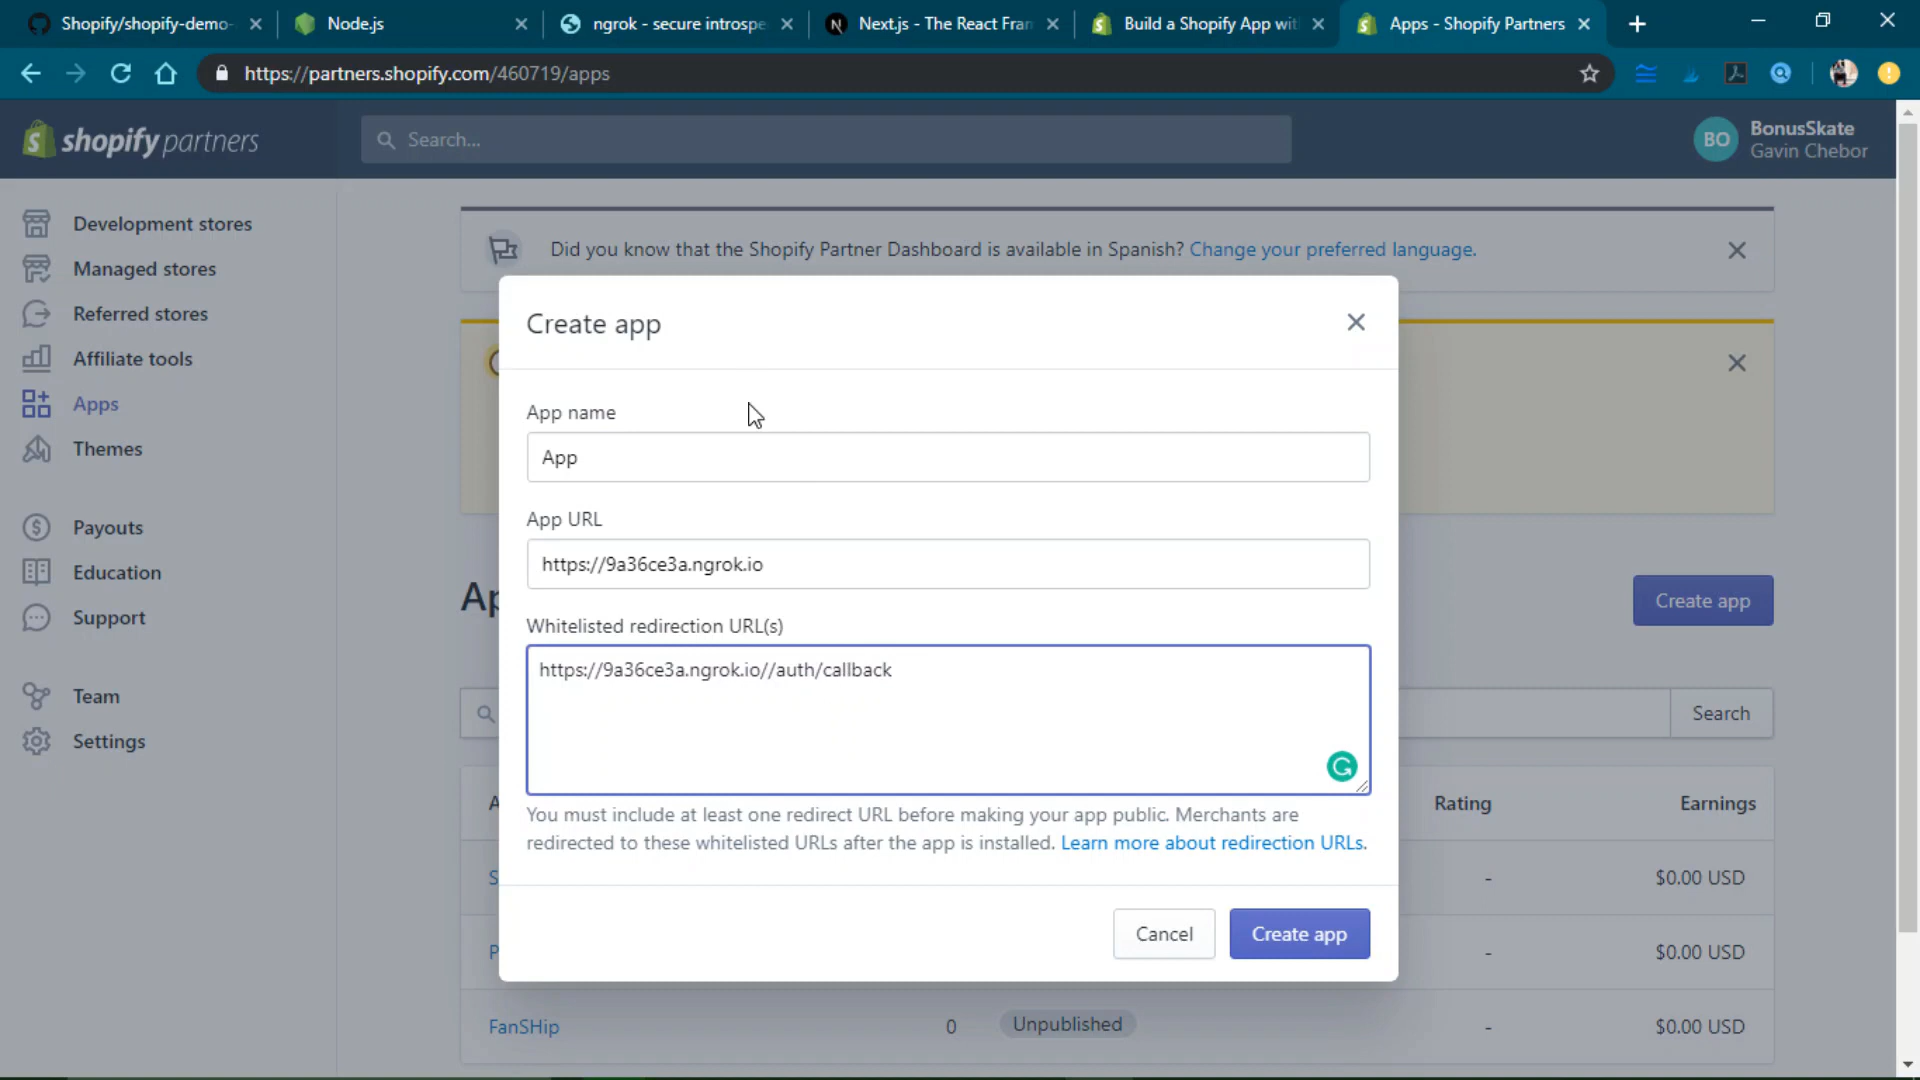 Shopify/shopify-demo-
Node.js
ngrok - secure introspe
Next.js - The React Fran
Build a Shopify App wit
Apps - Shopify Partners
https://partners.shopify.com/460719/apps
shopify partners
Search...
BO
BonusSkate
Gavin Chebor
Development stores
Managed stores
Referred stores
Affiliate tools
Apps
Themes
Payouts
Education
Support
Team
Settings
Did you know that the Shopify Partner Dashboard is available in Spanish? Change your preferred language.
Create app
App name
App
App URL
https://9a36ce3a.ngrok.io
Whitelisted redirection URL(s)
https://9a36ce3a.ngrok.io//auth/callback
You must include at least one redirect URL before making your app public. Merchants are
redirected to these whitelisted URLs after the app is installed. Learn more about redirection URLs.
Cancel
Create app
Ap
Create app
Search
A
Rating
Earnings
S
-
$0.00 USD
P
-
$0.00 USD
FanSHip
0
Unpublished
-
$0.00 USD